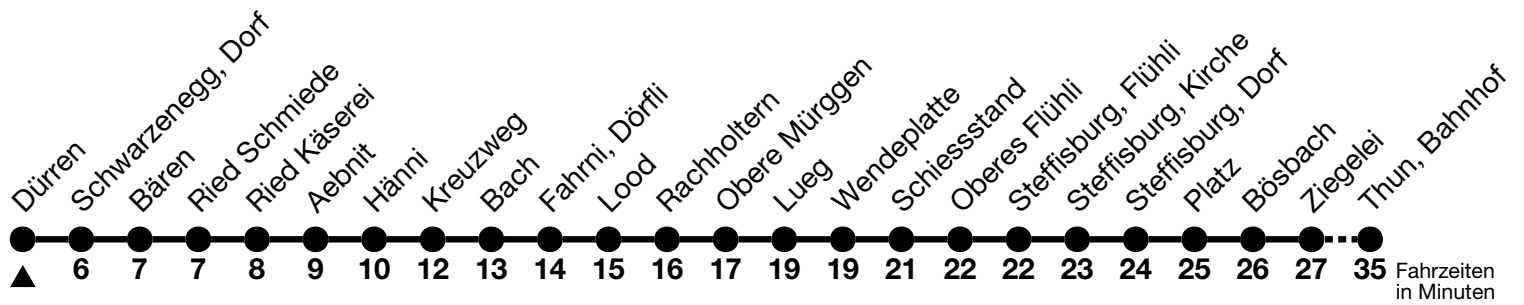 Dürren
Schwarzenegg, Dorf
Bären
Ried Schmiede
Ried Käserei
Aebnit
Hänni
Kreuzweg
Bach
Fahrni, Dörfli
Lood
Rachholtern
Obere Mürggen
Lueg
Wendeplatte
Schiessstand
Oberes Flühli
Steffisburg, Flühli
Steffisburg, Kirche
Steffisburg, Dorf
Platz
Bösbach
Ziegelei
Thun, Bahnhof
6 7 7 8 9 10 12 13 14 15 16 17 19 19 21 22 22 23 24 25 26 27 35 Fahrzeiten
in Minuten